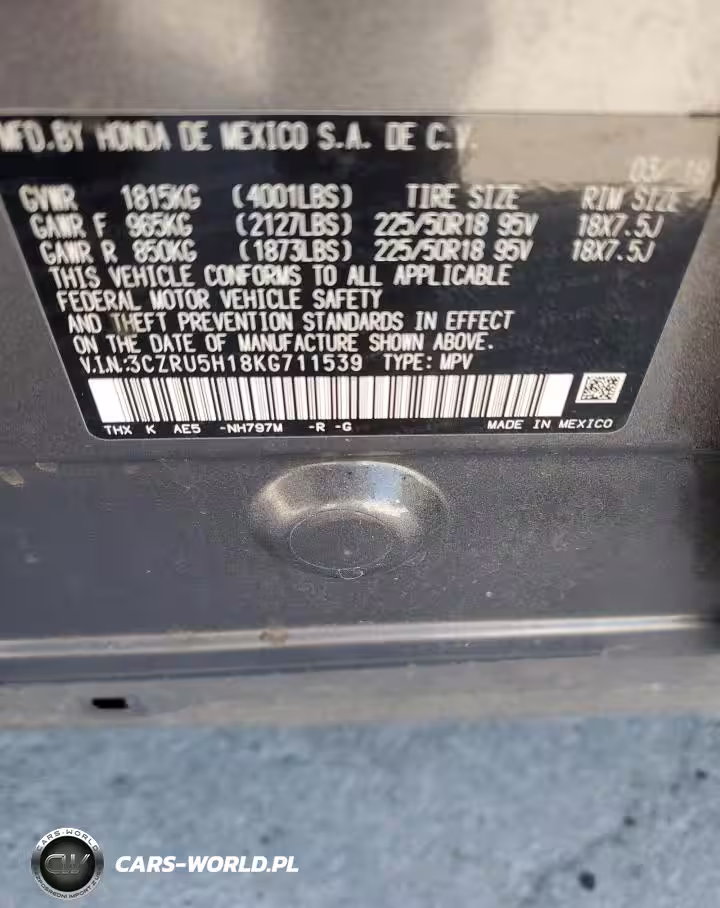 MFD.BY HONDA DE MEXICO S.A. DE C.V.
GVWR 1815KG (4001LBS) TIRE SIZE RIM SIZE
GAWR F 965KG (2127LBS) 225/50R18 95V 18X7.5J
GAWR R 850KG (1873LBS) 225/50R18 95V 18X7.5J
THIS VEHICLE CONFORMS TO ALL APPLICABLE
FEDERAL MOTOR VEHICLE SAFETY
AND THEFT PREVENTION STANDARDS IN EFFECT
ON THE DATE OF MANUFACTURE SHOWN ABOVE.
V.I.N:3CZRU5H18KG711539 TYPE: MPV
THX K AE5 -NH797M -R -G MADE IN MEXICO
CARS-WORLD
CARS-WORLD.PL